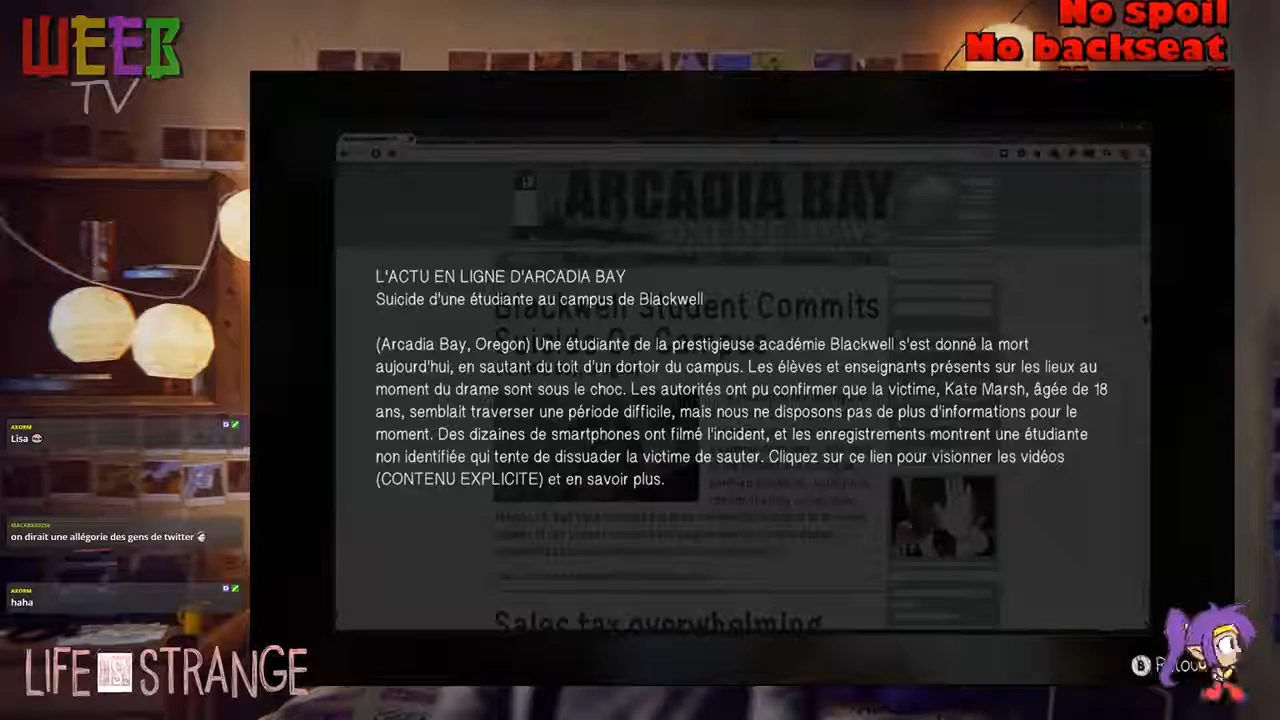 WEEB
TV
No spoil
No backseat
ARCADIA BAY
ONLINE NEWS
L'ACTU EN LIGNE D'ARCADIA BAY
Suicide d'une étudiante au campus de Blackwell
Blackwell Student Commits
Suicide On Campus
(Arcadia Bay, Oregon) Une étudiante de la prestigieuse académie Blackwell s'est donné la mort
aujourd'hui, en sautant du toit d'un dortoir du campus. Les élèves et enseignants présents sur les lieux au
moment du drame sont sous le choc. Les autorités ont pu confirmer que la victime, Kate Marsh, âgée de 18
ans, semblait traverser une période difficile, mais nous ne disposons pas de plus d'informations pour le
moment. Des dizaines de smartphones ont filmé l'incident, et les enregistrements montrent une étudiante
non identifiée qui tente de dissuader la victime de sauter. Cliquez sur ce lien pour visionner les vidéos
(CONTENU EXPLICITE) et en savoir plus.
Sales tax overwhelming
AXORM
Lisa
on dirait une allégorie des gens de twitter
AXORM
haha
LIFE IS STRANGE
B